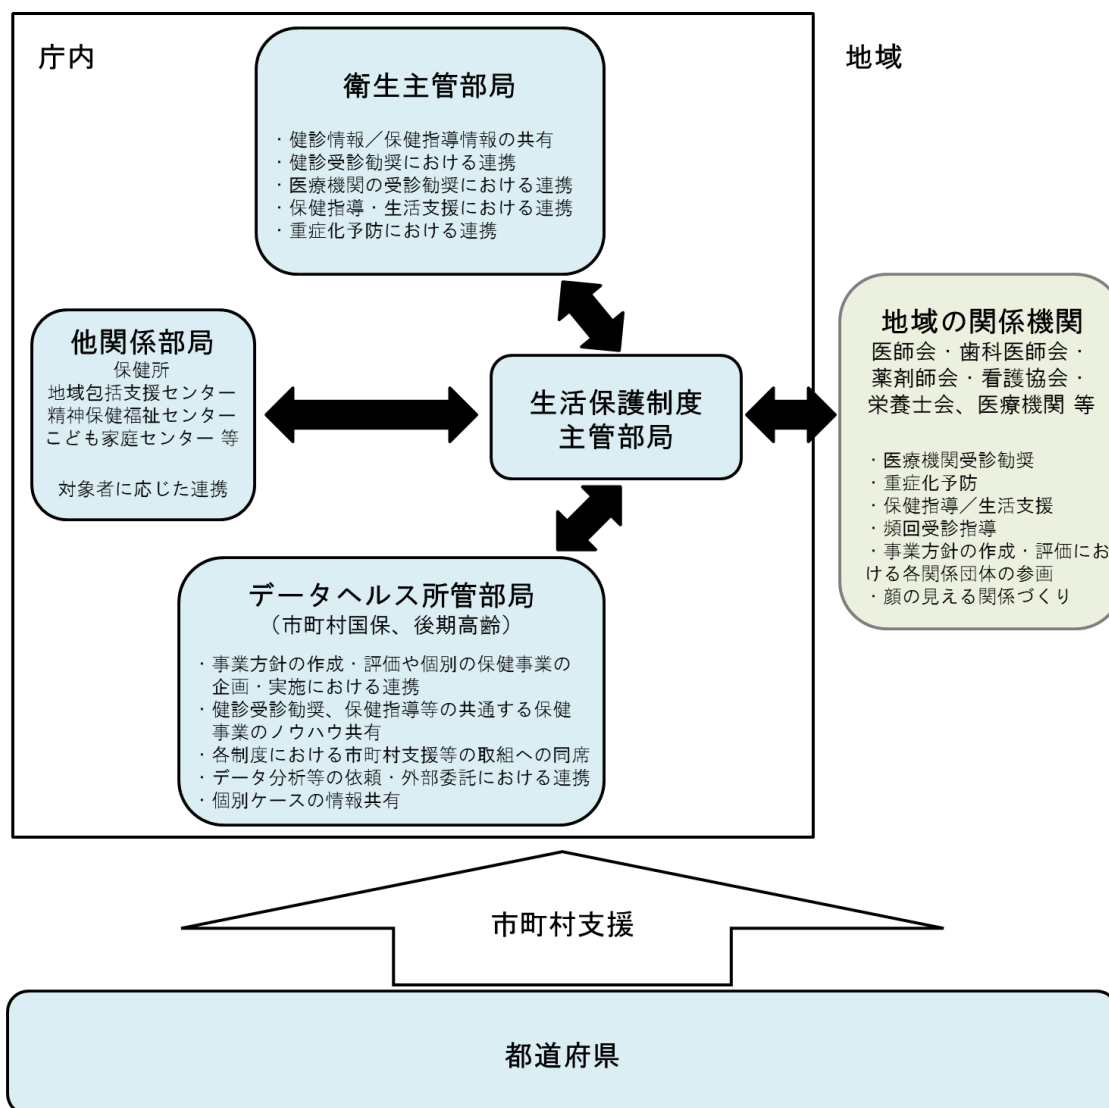 庁内
地域
衛生主管部局
・健診情報／保健指導情報の共有
・健診受診勧奨における連携
・医療機関の受診勧奨における連携
・保健指導・生活支援における連携
・重症化予防における連携
他関係部局
保健所
地域包括支援センター
精神保健福祉センター
こども家庭センター 等
対象者に応じた連携
生活保護制度
主管部局
地域の関係機関
医師会・歯科医師会・
薬剤師会・看護協会・
栄養士会、医療機関 等
・医療機関受診勧奨
・重症化予防
・保健指導／生活支援
・頻回受診指導
・事業方針の作成・評価にお
ける各関係団体の参画
・顔の見える関係づくり
データヘルス所管部局
（市町村国保、後期高齢）
・事業方針の作成・評価や個別の保健事業の
企画・実施における連携
・健診受診勧奨、保健指導等の共通する保健
事業のノウハウ共有
・各制度における市町村支援等の取組への同席
・データ分析等の依頼・外部委託における連携
・個別ケースの情報共有
市町村支援
都道府県